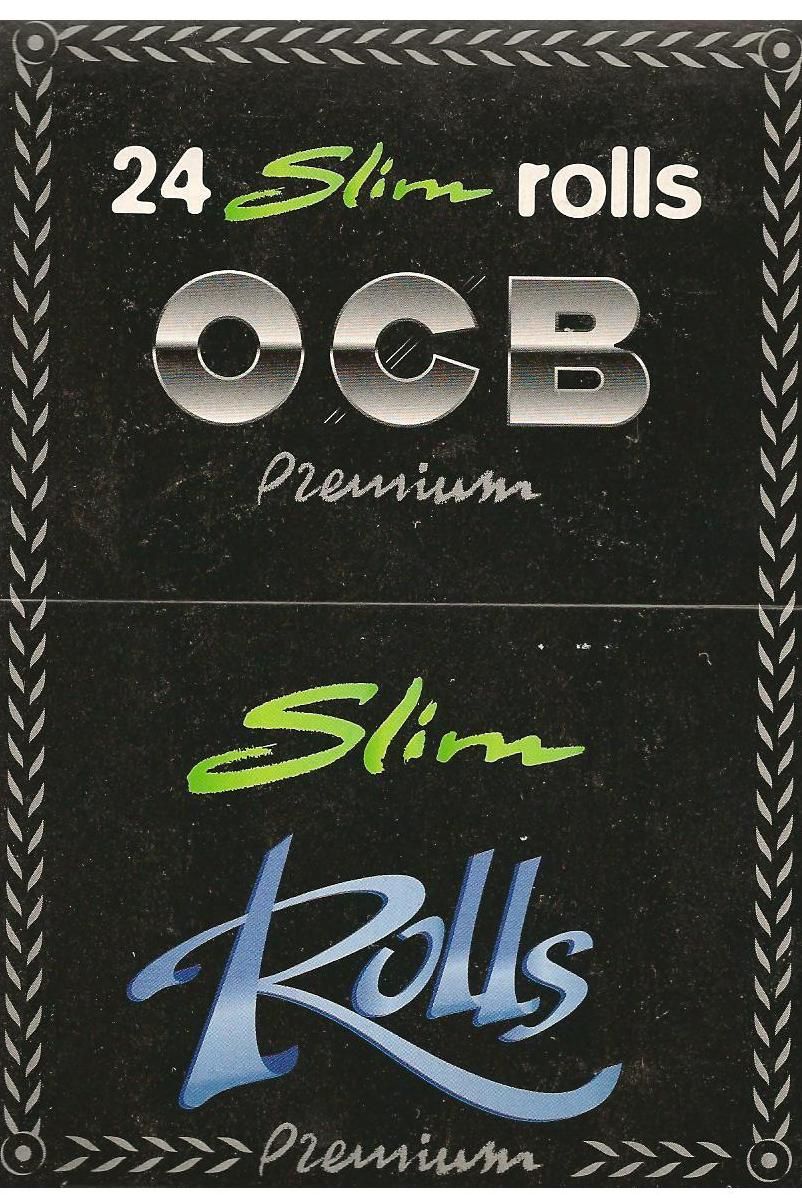 24 Slim rolls
OCB
Premium
Slim
Rolls
Premium